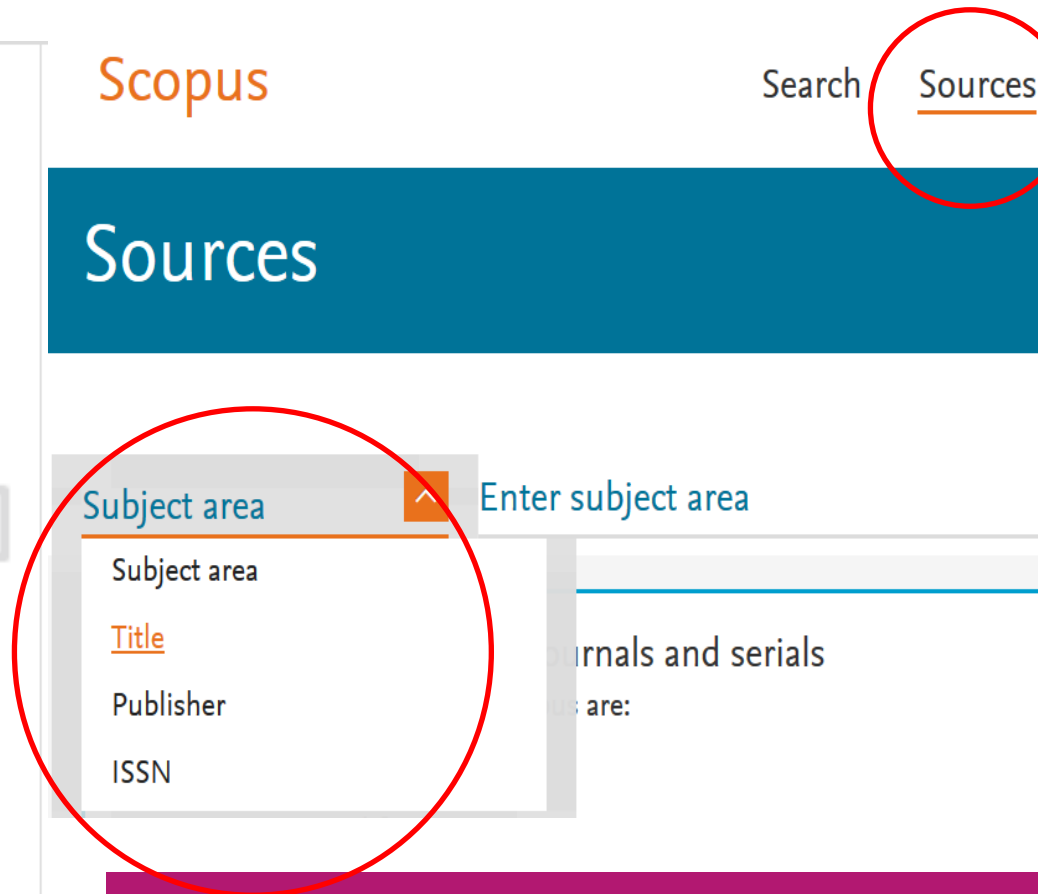 Scopus
Search Sources
Sources
Subject area
Enter subject area
Subject area
Title
Publisher
ISSN
urnals and serials
are: